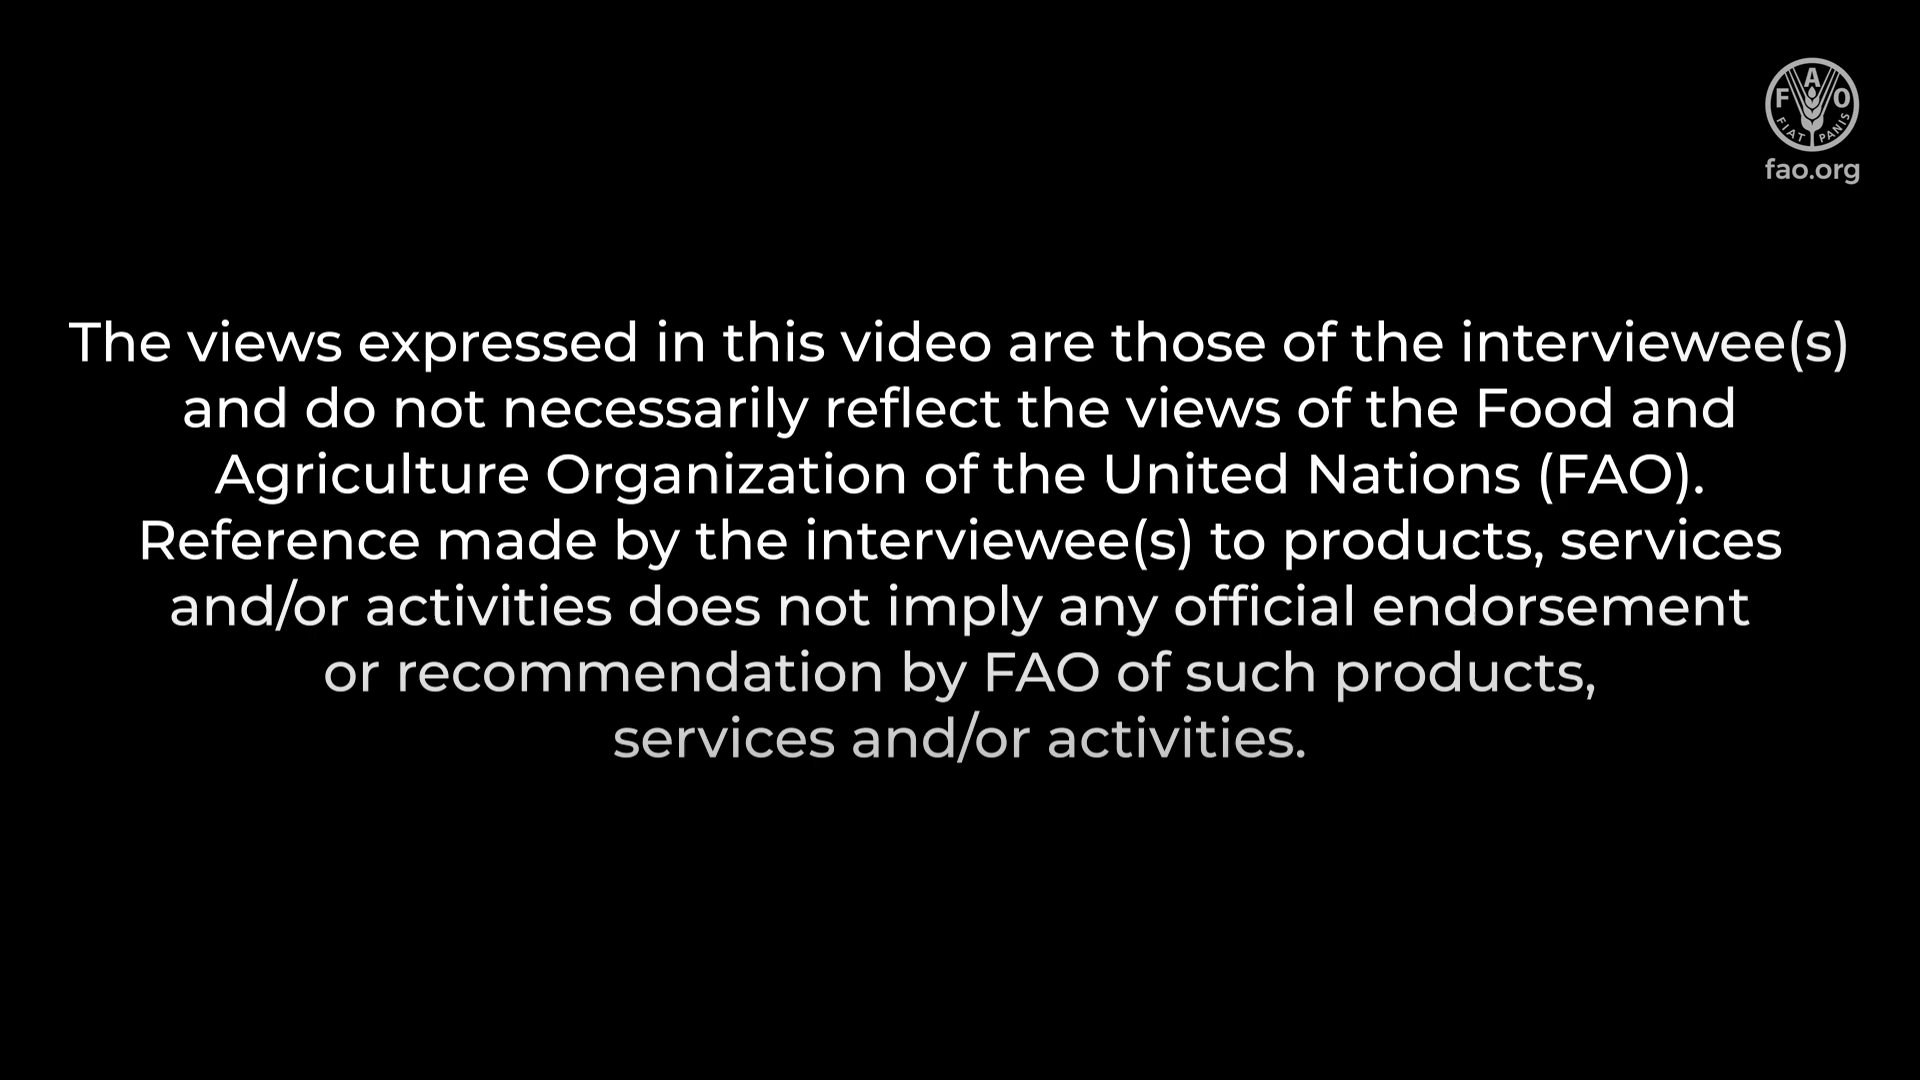 F A O
FIAT PANIS
fao.org
The views expressed in this video are those of the interviewee(s)
and do not necessarily reflect the views of the Food and
Agriculture Organization of the United Nations (FAO).
Reference made by the interviewee(s) to products, services
and/or activities does not imply any official endorsement
or recommendation by FAO of such products,
services and/or activities.